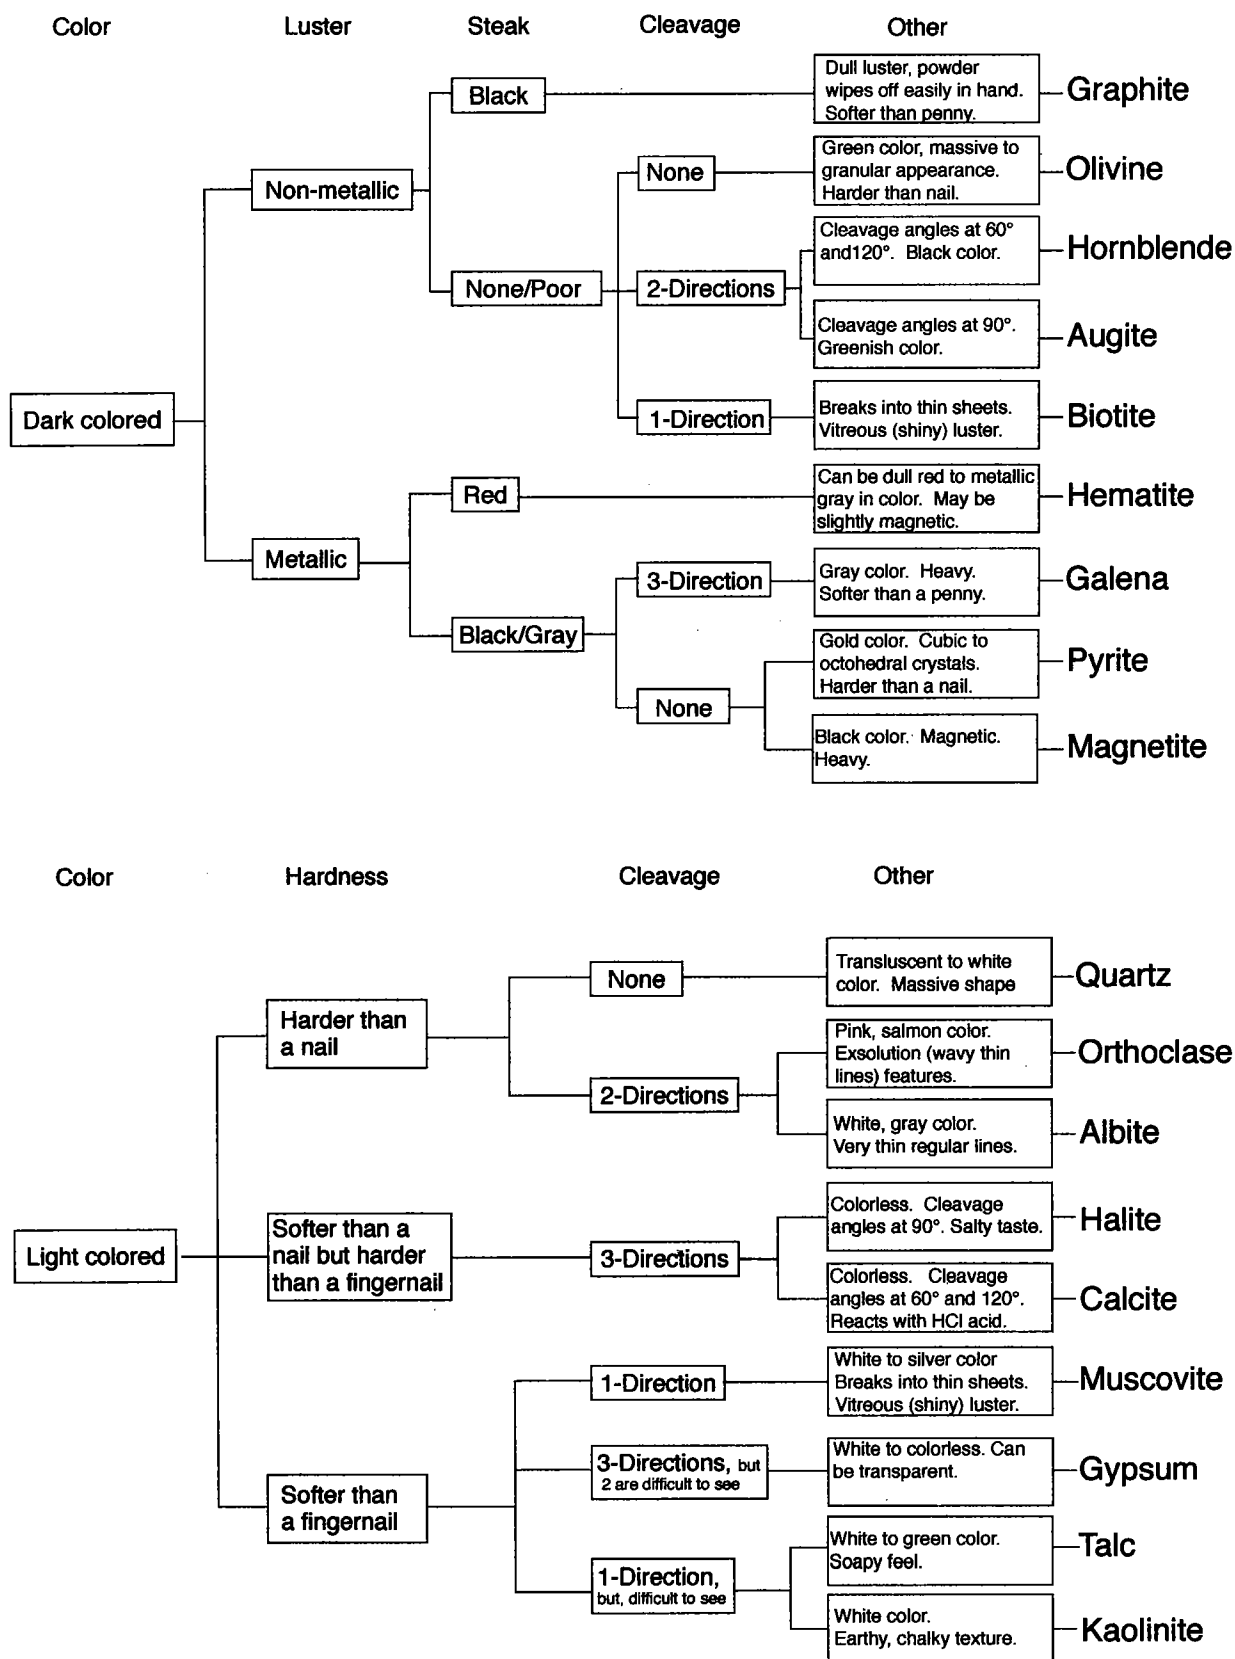 Color Luster Steak Cleavage Other
Black
Dull luster, powder
wipes off easily in hand.
Softer than penny.
Graphite
Non-metallic
None
Green color, massive to
granular appearance.
Harder than nail.
Olivine
None/Poor
2-Directions
Cleavage angles at 60°
and120°. Black color.
Hornblende
Cleavage angles at 90°.
Greenish color.
Augite
Dark colored
1-Direction
Breaks into thin sheets.
Vitreous (shiny) luster.
Biotite
Red
Can be dull red to metallic
gray in color. May be
slightly magnetic.
Hematite
Metallic
3-Direction
Gray color. Heavy.
Softer than a penny.
Galena
Black/Gray
Gold color. Cubic to
octohedral crystals.
Harder than a nail.
Pyrite
None
Black color. Magnetic.
Heavy.
Magnetite
Color Hardness Cleavage Other
None
Transluscent to white
color. Massive shape
Quartz
Harder than
a nail
Pink, salmon color.
Exsolution (wavy thin
lines) features.
Orthoclase
2-Directions
White, gray color.
Very thin regular lines.
Albite
Light colored
Softer than a
nail but harder
than a fingernail
3-Directions
Colorless. Cleavage
angles at 90°. Salty taste.
Halite
Colorless. Cleavage
angles at 60° and 120°.
Reacts with HCl acid.
Calcite
1-Direction
White to silver color
Breaks into thin sheets.
Vitreous (shiny) luster.
Muscovite
3-Directions, but
2 are difficult to see
White to colorless. Can
be transparent.
Gypsum
Softer than
a fingernail
1-Direction,
but, difficult to see
White to green color.
Soapy feel.
Talc
White color.
Earthy, chalky texture.
Kaolinite